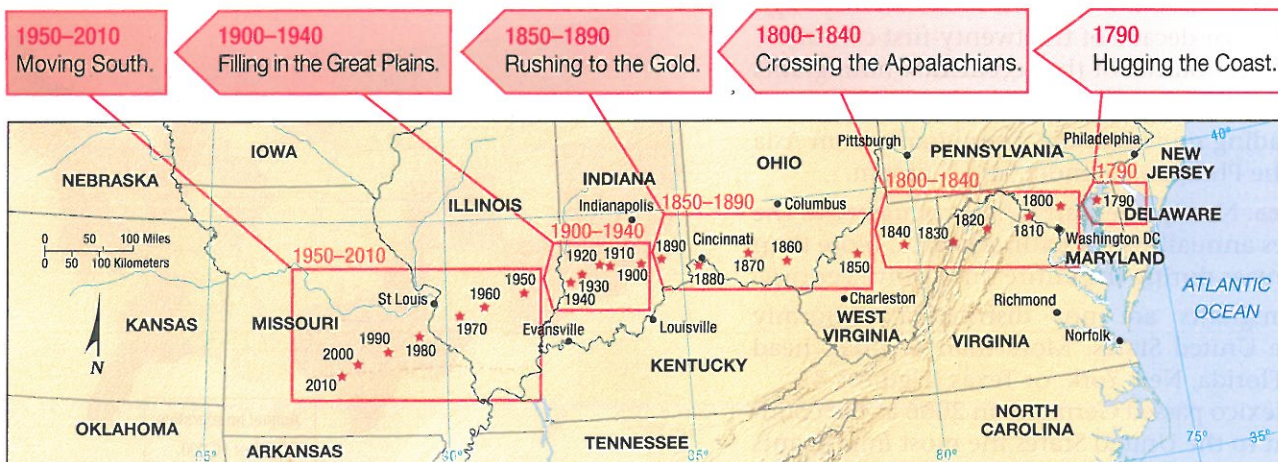 1950–2010
Moving South.
1900–1940
Filling in the Great Plains.
1850–1890
Rushing to the Gold.
1800–1840
Crossing the Appalachians.
1790
Hugging the Coast.
IOWA
NEBRASKA
ILLINOIS
INDIANA
Indianapolis
OHIO
Columbus
Pittsburgh
PENNSYLVANIA
Philadelphia
40°
NEW
JERSEY
1790
1790
DELAWARE
1800–1840
1800
1810
1820
1830
1840
Washington DC
MARYLAND
1850–1890
1890
Cincinnati
1880
1870
1860
1850
1900–1940
1920
1910
1900
1930
1940
0 50 100 Miles
0 50 100 Kilometers
1950–2010
1950
1960
1970
St Louis
1980
1990
2000
2010
N
KANSAS
MISSOURI
Evansville
Louisville
KENTUCKY
Charleston
WEST
VIRGINIA
Richmond
VIRGINIA
Norfolk
ATLANTIC
OCEAN
OKLAHOMA
ARKANSAS
TENNESSEE
NORTH
CAROLINA
90°
85°
80°
75°
35°